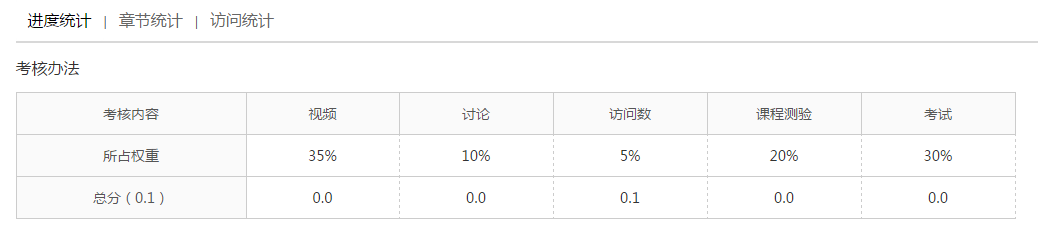 进度统计 | 章节统计 | 访问统计
考核办法
考核内容 视频 讨论 访问数 课程测验 考试
所占权重 35% 10% 5% 20% 30%
总分（0.1） 0.0 0.0 0.1 0.0 0.0